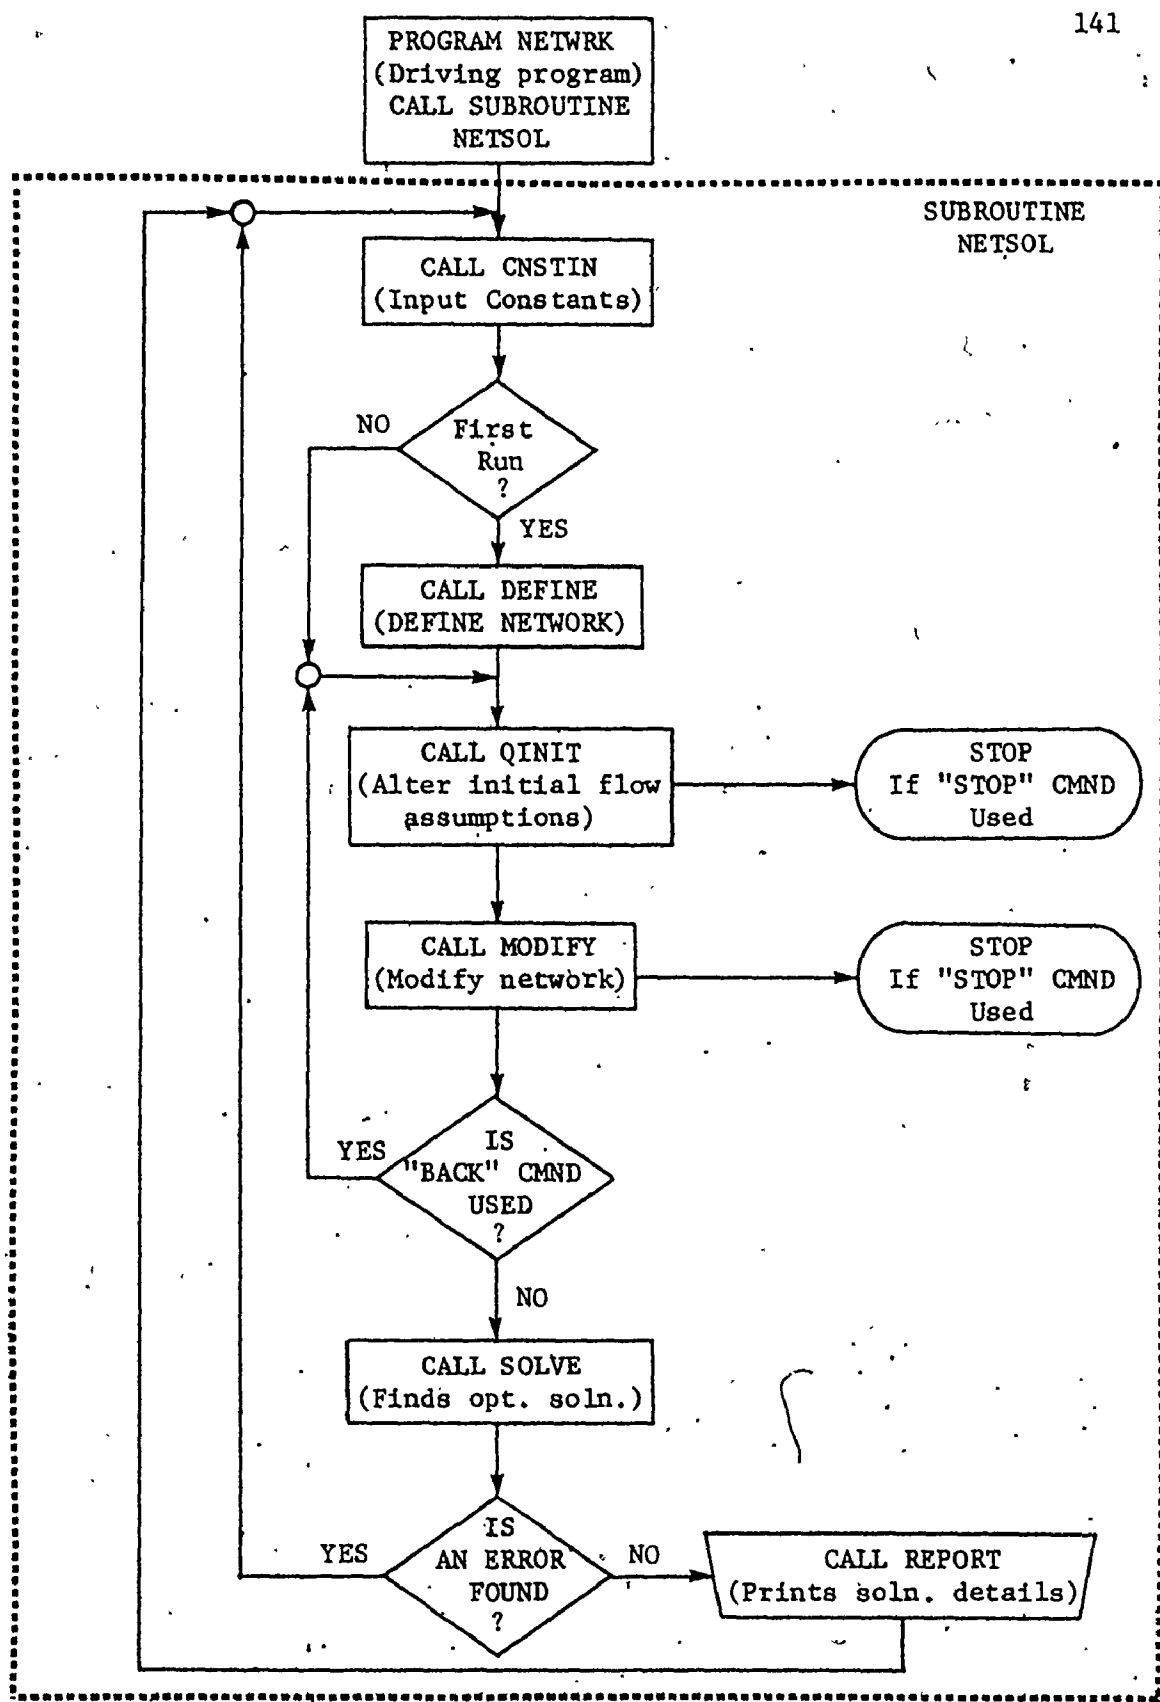 141
PROGRAM NETWRK
(Driving program)
CALL SUBROUTINE
NETSOL
SUBROUTINE
NETSOL
CALL CNSTIN
(Input Constants)
NO
First
Run
?
YES
CALL DEFINE
(DEFINE NETWORK)
CALL QINIT
(Alter initial flow
assumptions)
STOP
If "STOP" CMND
Used
CALL MODIFY
(Modify network)
STOP
If "STOP" CMND
Used
YES
IS
"BACK" CMND
USED
?
NO
CALL SOLVE
(Finds opt. soln.)
YES
IS
AN ERROR
FOUND
?
NO
CALL REPORT
(Prints soln. details)